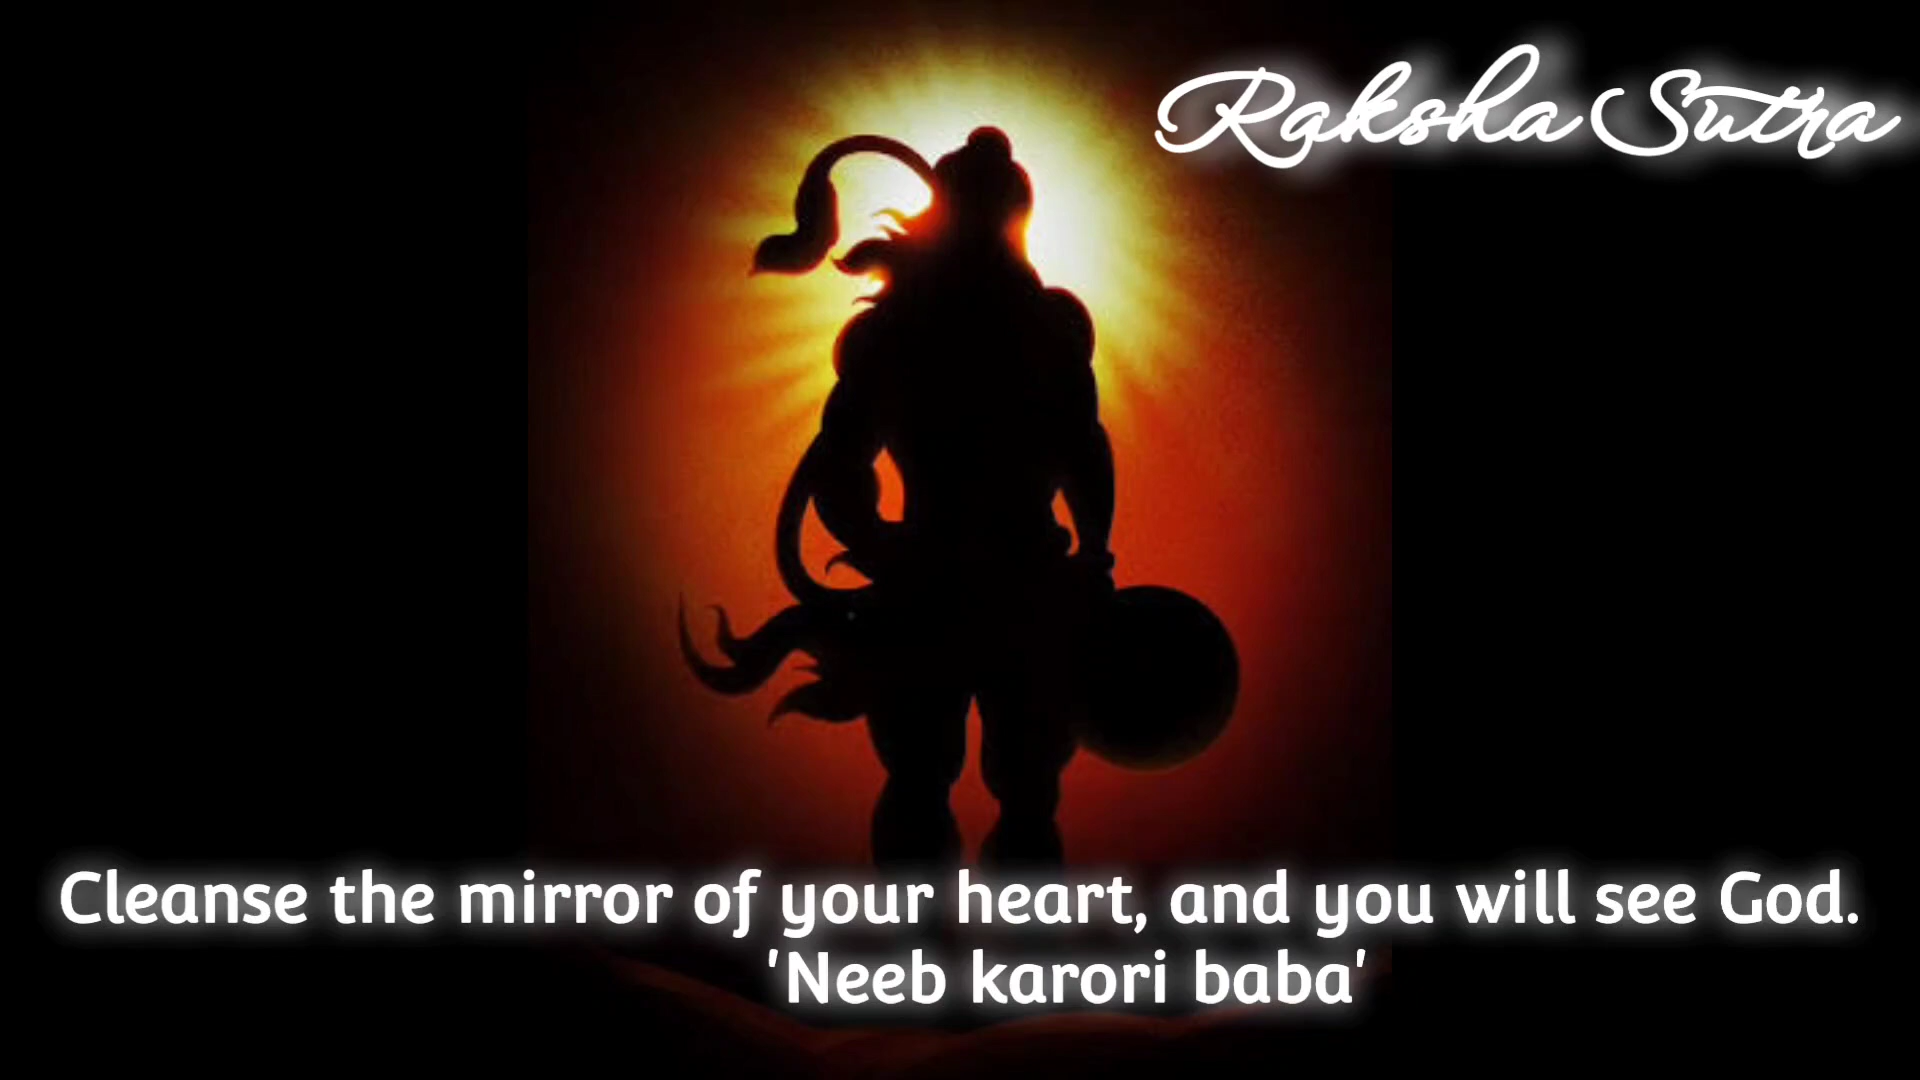 Raksha Sutra
Cleanse the mirror of your heart, and you will see God.
'Neeb karori baba'